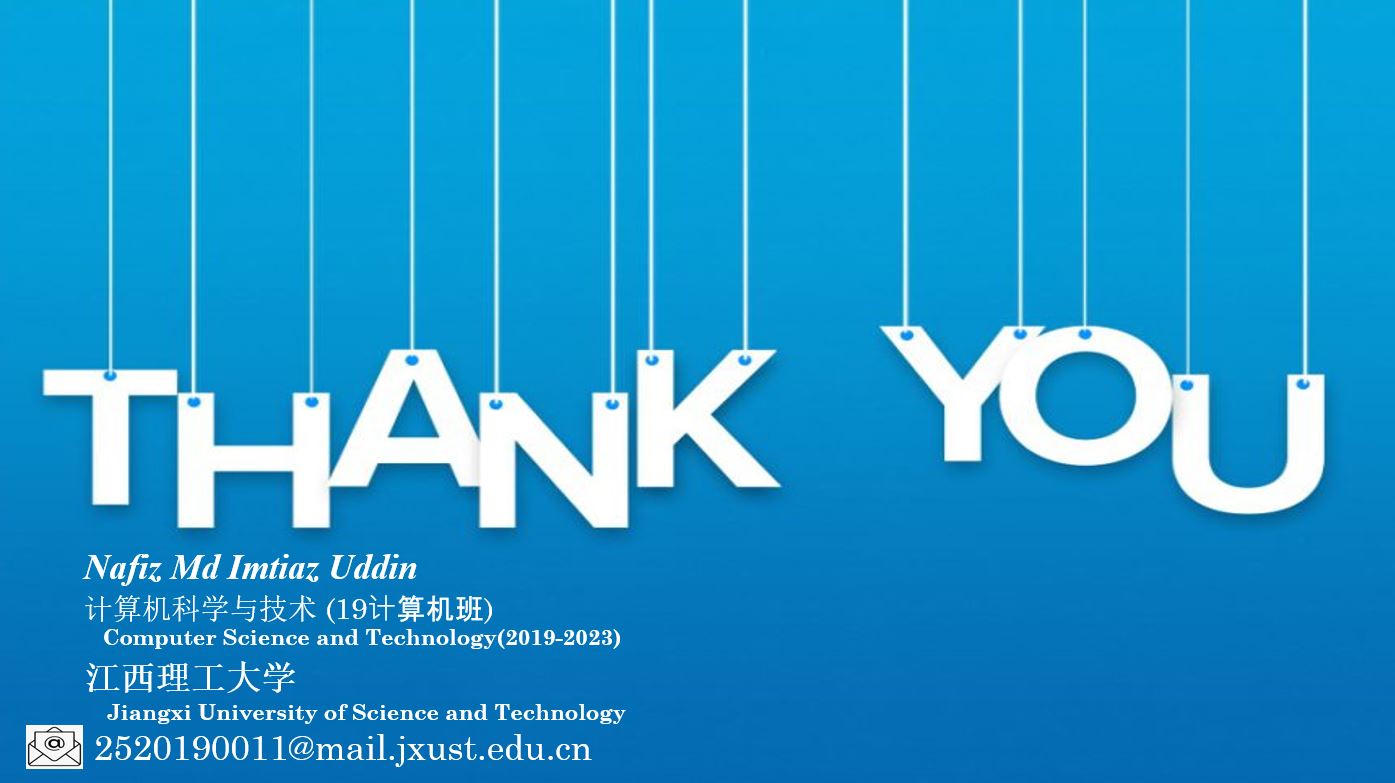 THANK YOU
Nafiz Md Imtiaz Uddin
计算机科学与技术 (19计算机班)
Computer Science and Technology(2019-2023)
江西理工大学
Jiangxi University of Science and Technology
@ 2520190011@mail.jxust.edu.cn